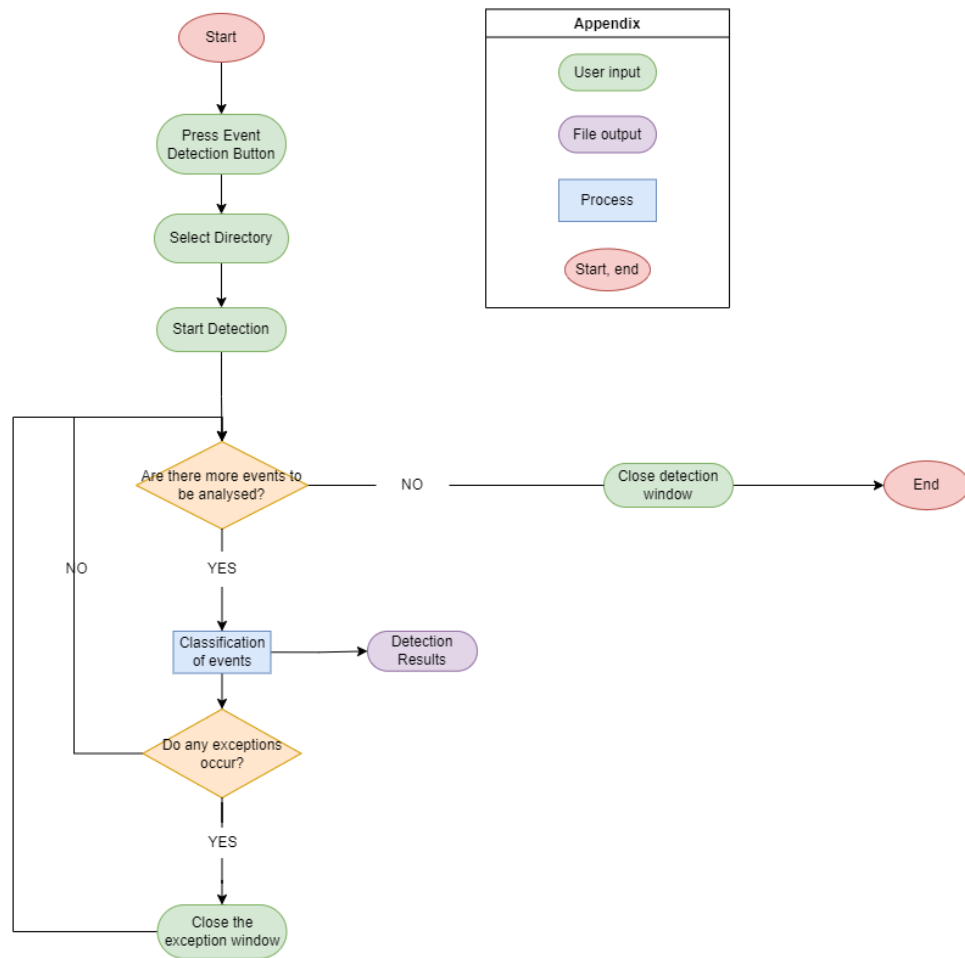 Start
Appendix
User input
File output
Process
Start, end
Press Event
Detection Button
Select Directory
Start Detection
Are there more events to
be analysed?
NO
Close detection
window
End
YES
NO
Classification
of events
Detection
Results
Do any exceptions
occur?
YES
Close the
exception window